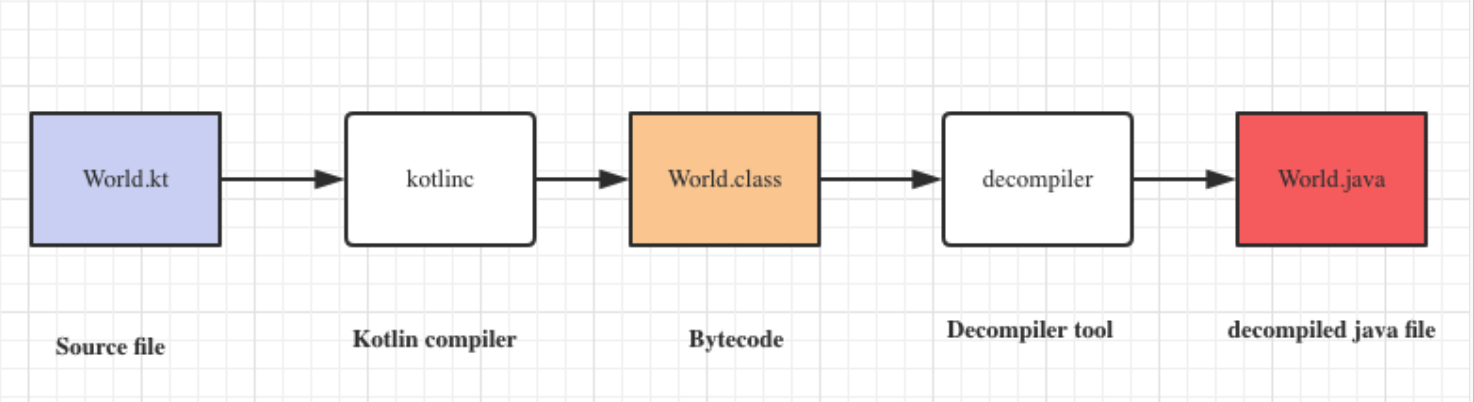 World.kt
kotlinc
World.class
decompiler
World.java
Source file
Kotlin compiler
Bytecode
Decompiler tool
decompiled java file